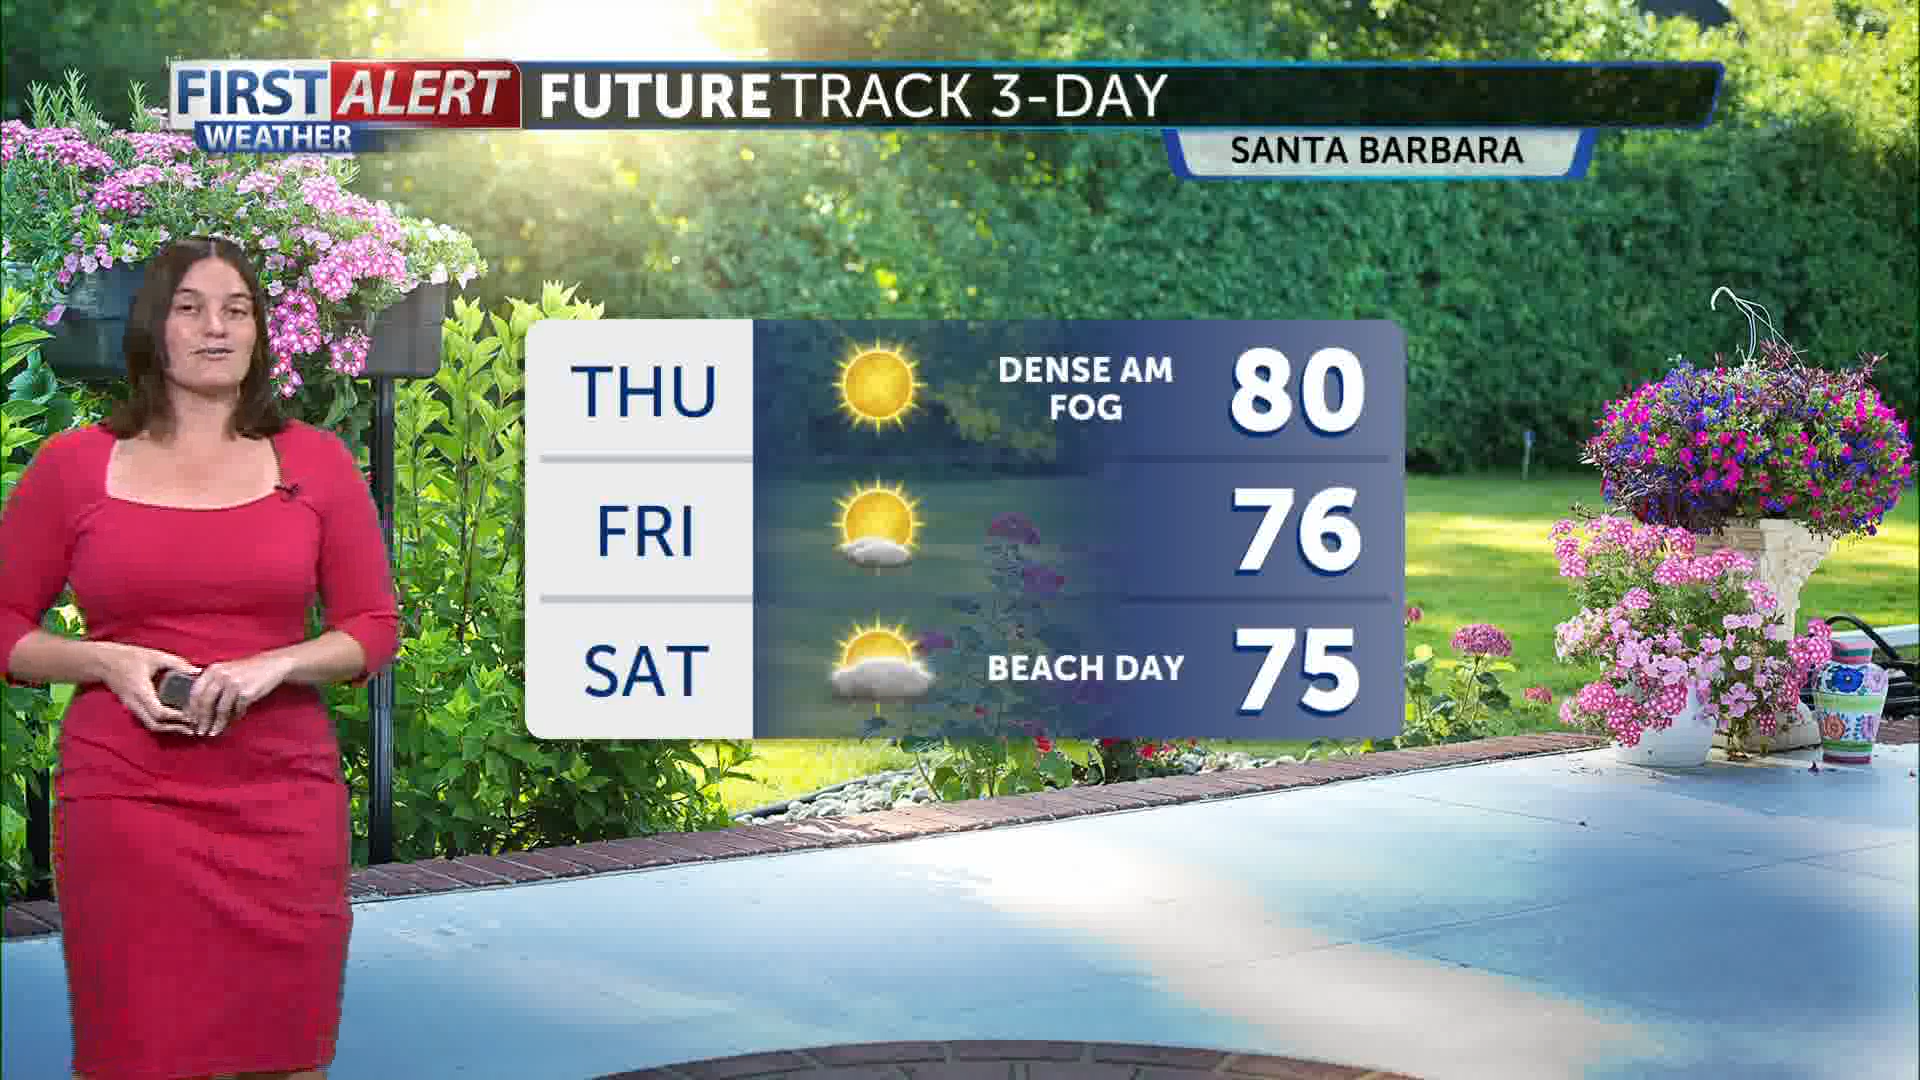 FIRST ALERT
WEATHER
FUTURE TRACK 3-DAY
SANTA BARBARA
THU
DENSE AM
FOG
80
FRI
76
SAT
BEACH DAY
75